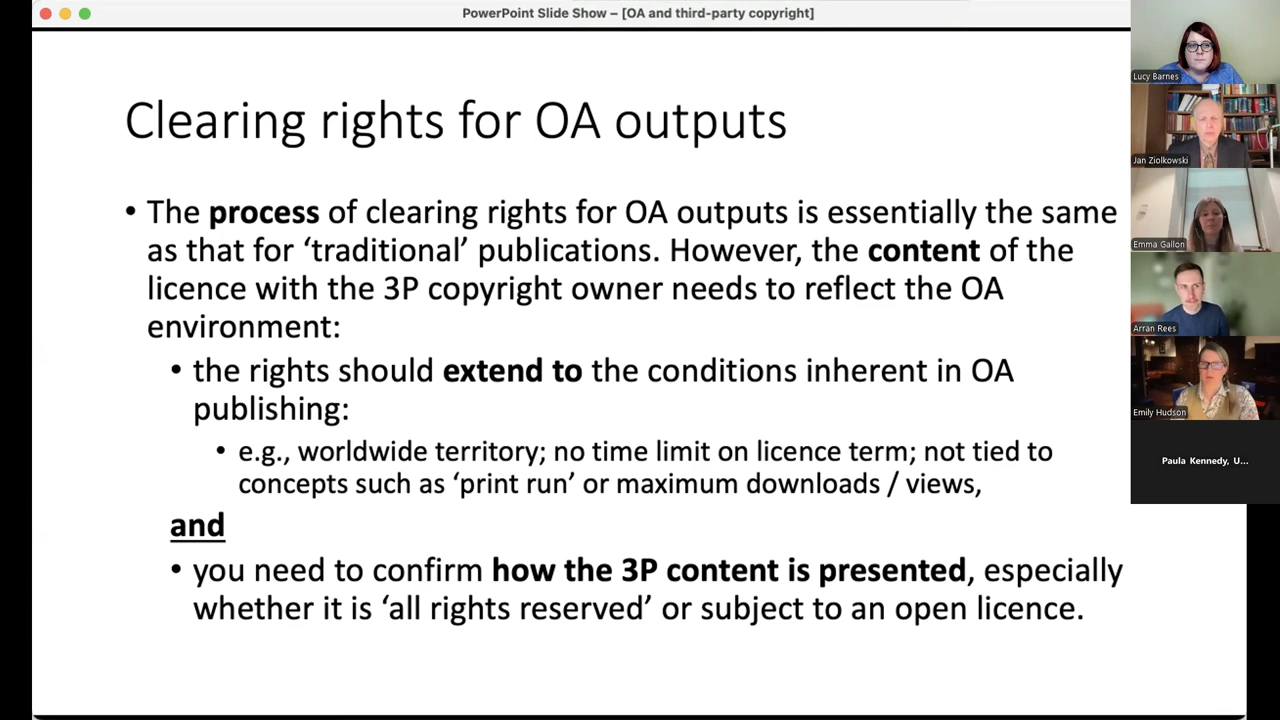 PowerPoint Slide Show – [OA and third-party copyright]
Clearing rights for OA outputs
• The process of clearing rights for OA outputs is essentially the same
as that for ‘traditional’ publications. However, the content of the
licence with the 3P copyright owner needs to reflect the OA
environment:
• the rights should extend to the conditions inherent in OA
publishing:
• e.g., worldwide territory; no time limit on licence term; not tied to
concepts such as ‘print run’ or maximum downloads / views,
and
• you need to confirm how the 3P content is presented, especially
whether it is ‘all rights reserved’ or subject to an open licence.
Lucy Barnes
Jan Ziolkowski
Emma Gallon
Arran Rees
Emily Hudson
Paula Kennedy, U...